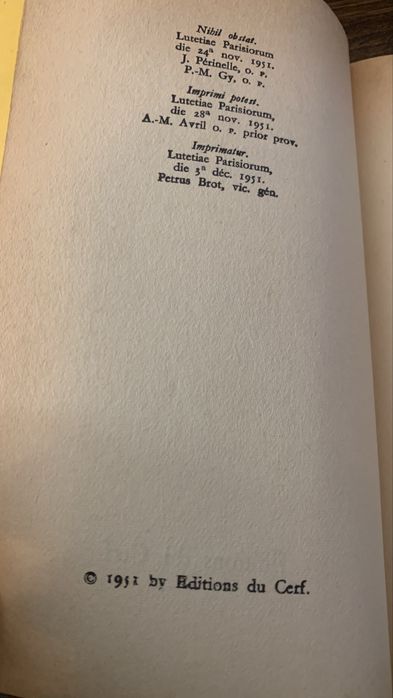 Nihil obstat.
Lutetiae Parisiorum
die 24ª nov. 1951.
J. Périnelle, o. p.
P.-M. Gy, o. p.
Imprimi potest.
Lutetiae Parisiorum,
die 28ª nov. 1951.
A.-M. Avril o. p. prior prov.
Imprimatur.
Lutetiae Parisiorum,
die 3ª déc. 1951.
Petrus Brot, vic. gén.
© 1951 by Editions du Cerf.